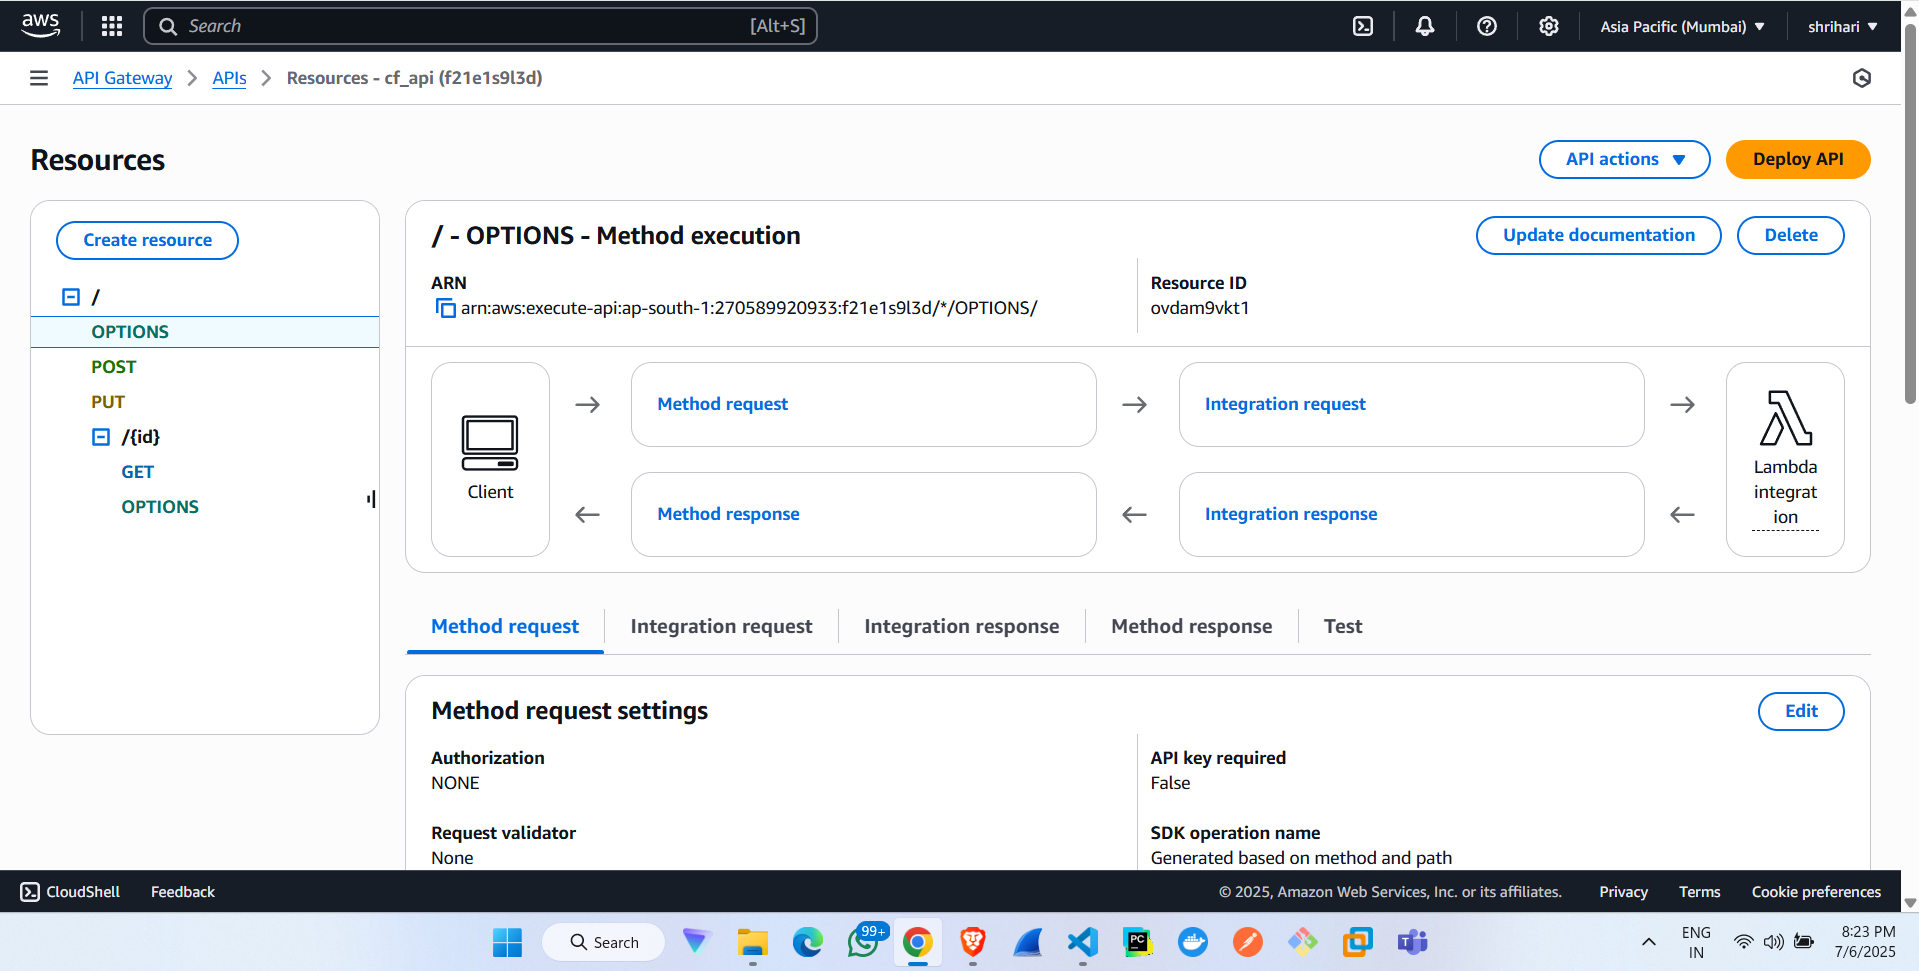 aws
Search
[Alt+S]
Asia Pacific (Mumbai)
shrihari
API Gateway
APIs
Resources - cf_api (f21e1s9l3d)
Resources
API actions
Deploy API
Create resource
/
OPTIONS
POST
PUT
/{id}
GET
OPTIONS
/ - OPTIONS - Method execution
Update documentation
Delete
ARN
arn:aws:execute-api:ap-south-1:270589920933:f21e1s9l3d/*/OPTIONS/
Resource ID
ovdam9vkt1
Client
Method request
Integration request
Lambda
integrat
ion
Method response
Integration response
Method request
Integration request
Integration response
Method response
Test
Method request settings
Edit
Authorization
NONE
API key required
False
Request validator
None
SDK operation name
Generated based on method and path
CloudShell
Feedback
© 2025, Amazon Web Services, Inc. or its affiliates.
Privacy
Terms
Cookie preferences
Search
99+
PC
T
ENG
IN
8:23 PM
7/6/2025